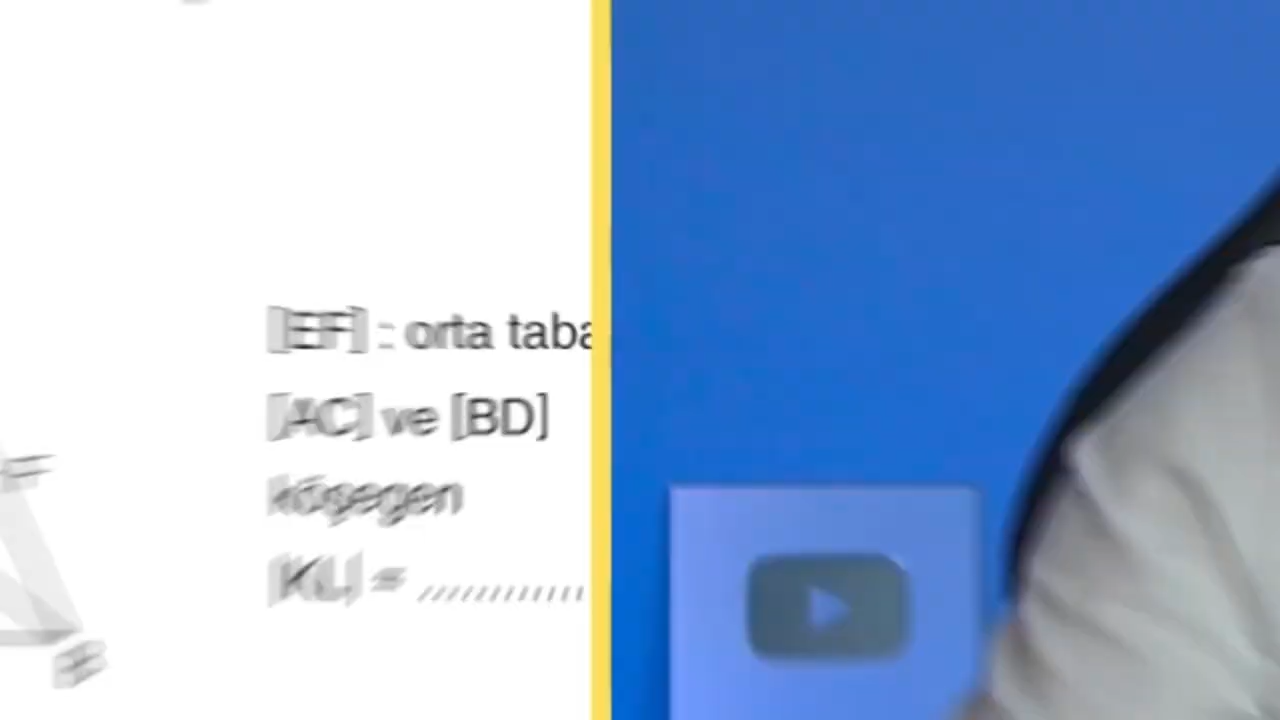 [EF] : orta taba
[AC] ve [BD]
köşegen
|KL| = ............